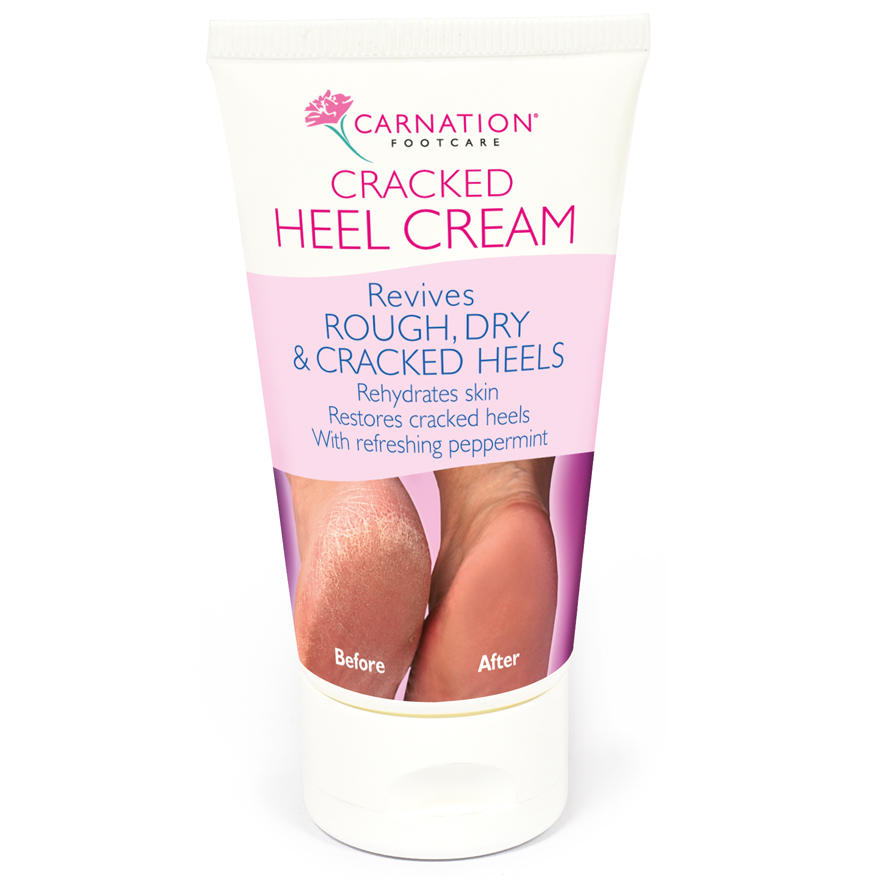 CARNATION®
FOOTCARE
CRACKED
HEEL CREAM
Revives
ROUGH, DRY
& CRACKED HEELS
Rehydrates skin
Restores cracked heels
With refreshing peppermint
Before
After